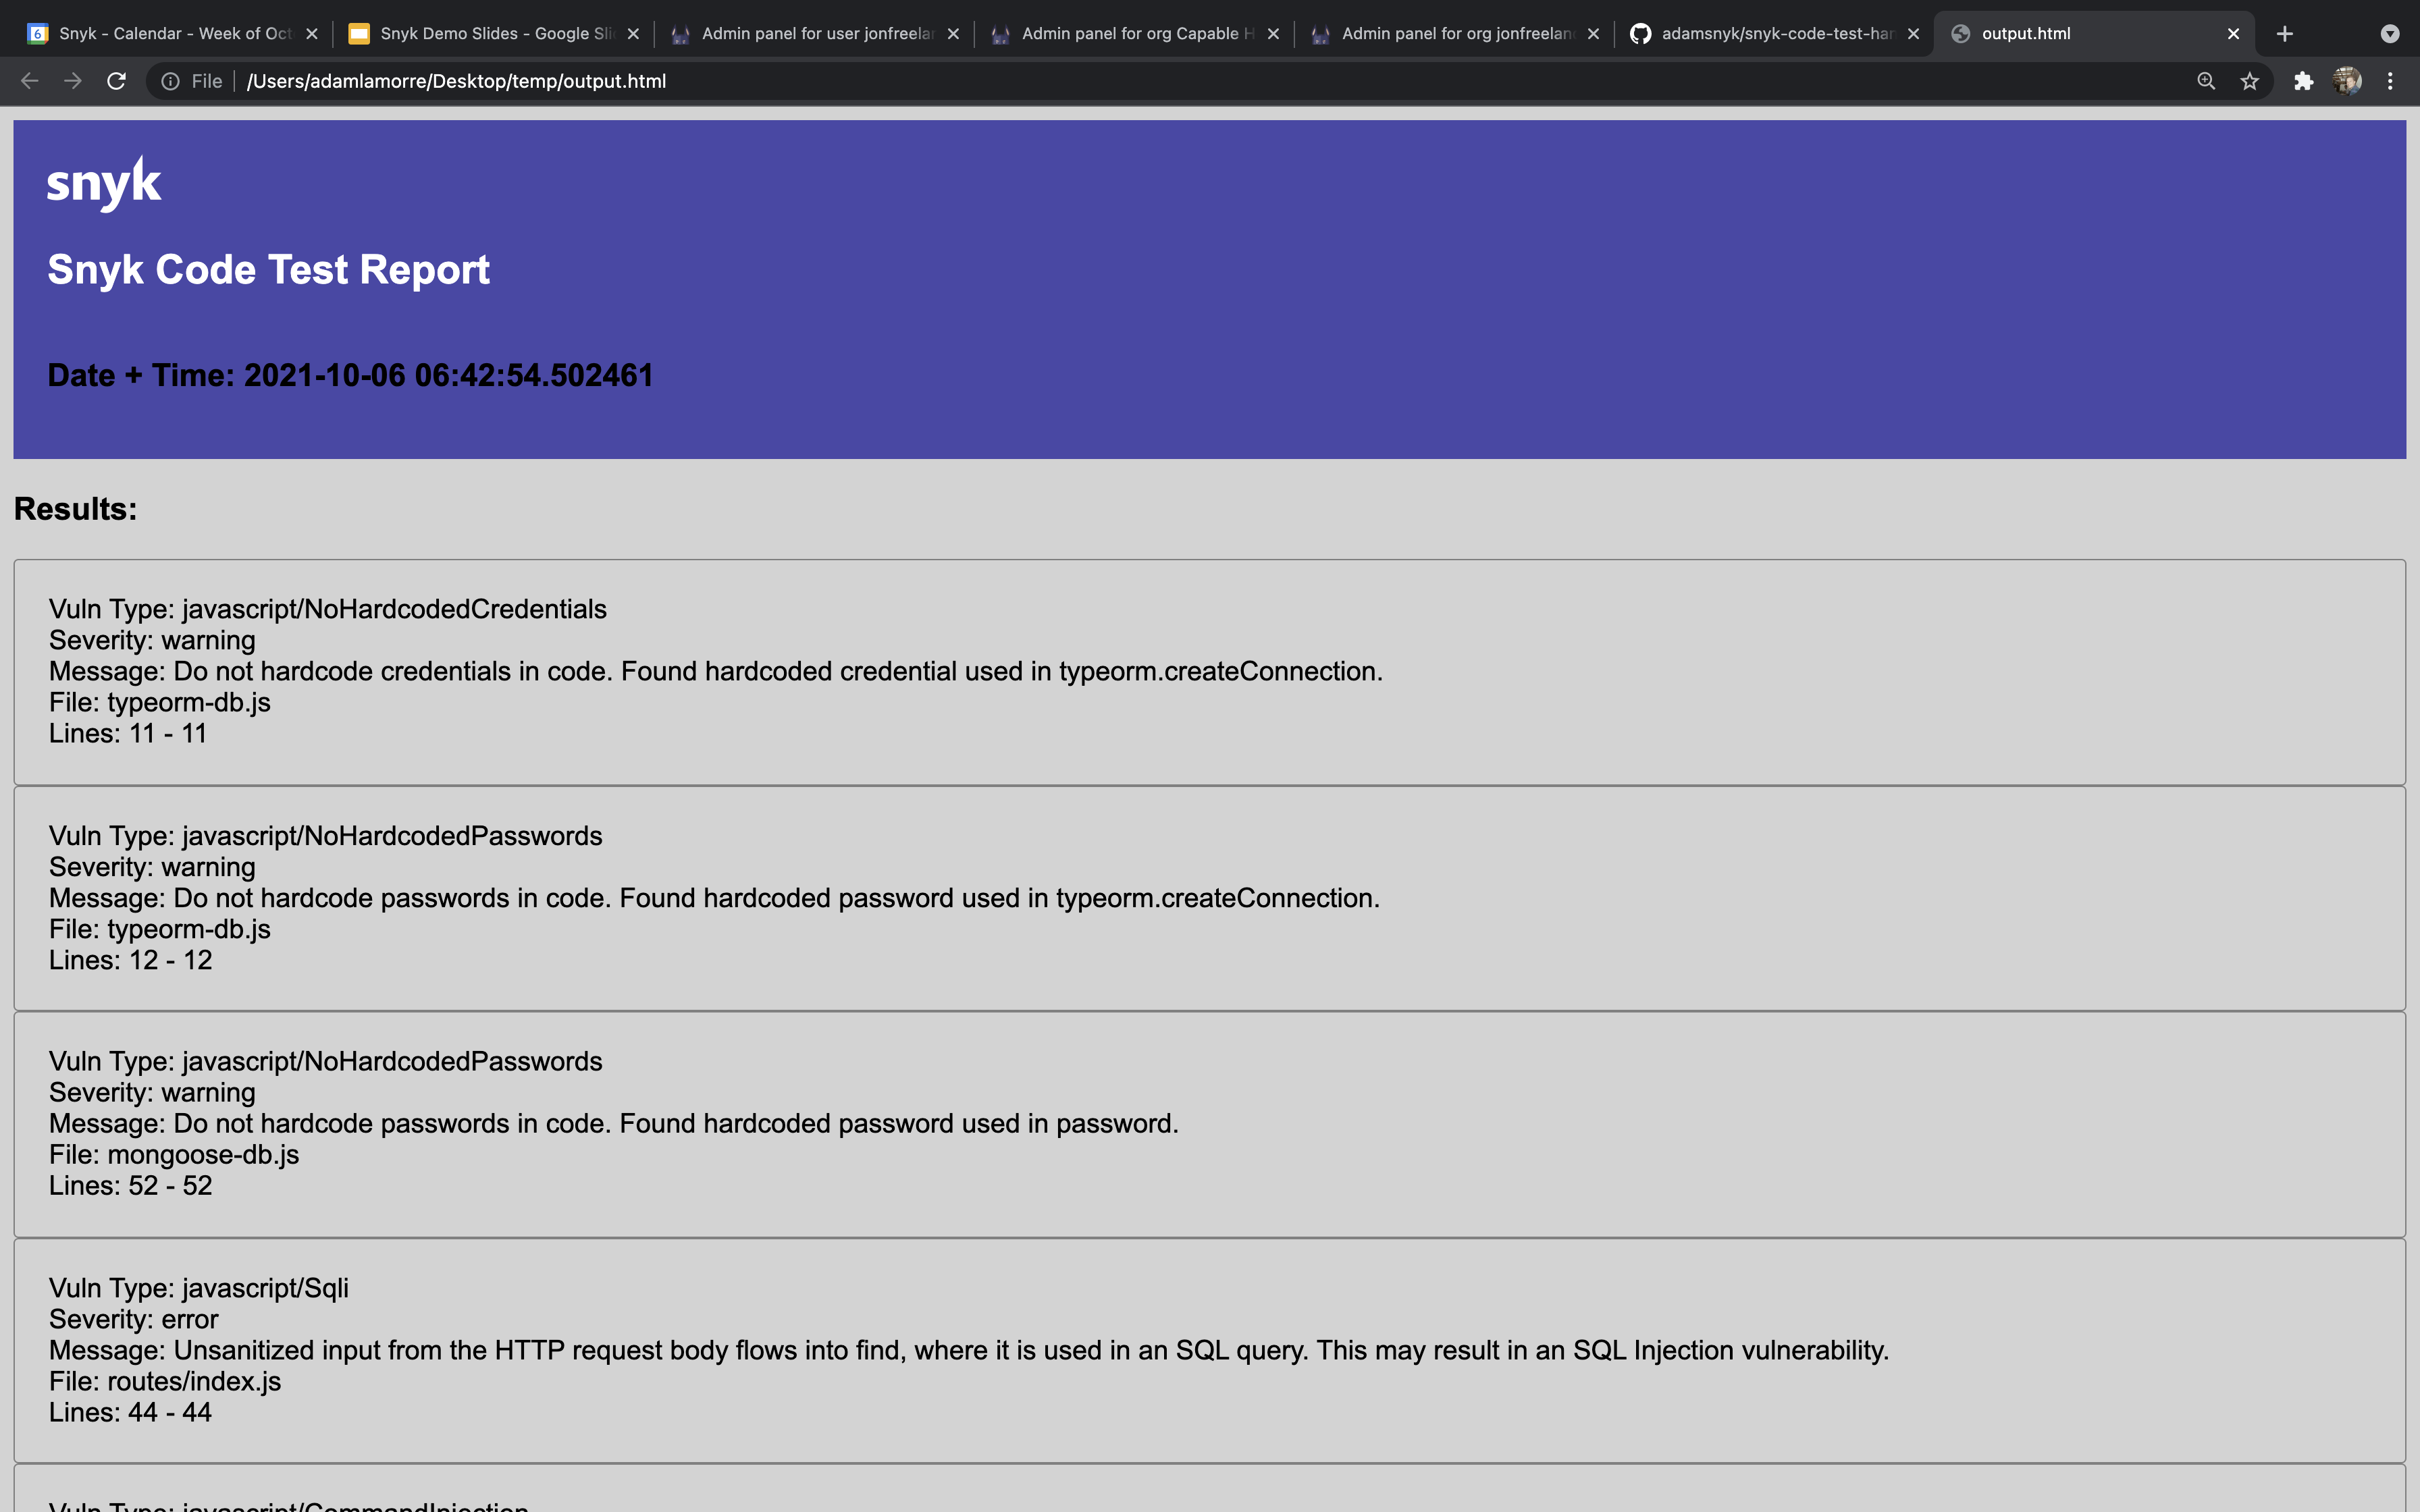 Snyk - Calendar - Week of Oct
Snyk Demo Slides - Google Sli
Admin panel for user jonfreelan
Admin panel for org Capable H
Admin panel for org jonfreelan
adamsnyk/snyk-code-test-han
output.html
File
/Users/adamlamorre/Desktop/temp/output.html
snyk
Snyk Code Test Report
Date + Time: 2021-10-06 06:42:54.502461
Results:
Vuln Type: javascript/NoHardcodedCredentials
Severity: warning
Message: Do not hardcode credentials in code. Found hardcoded credential used in typeorm.createConnection.
File: typeorm-db.js
Lines: 11 - 11
Vuln Type: javascript/NoHardcodedPasswords
Severity: warning
Message: Do not hardcode passwords in code. Found hardcoded password used in typeorm.createConnection.
File: typeorm-db.js
Lines: 12 - 12
Vuln Type: javascript/NoHardcodedPasswords
Severity: warning
Message: Do not hardcode passwords in code. Found hardcoded password used in password.
File: mongoose-db.js
Lines: 52 - 52
Vuln Type: javascript/Sqli
Severity: error
Message: Unsanitized input from the HTTP request body flows into find, where it is used in an SQL query. This may result in an SQL Injection vulnerability.
File: routes/index.js
Lines: 44 - 44
Vuln Type: javascript/CommandInjection